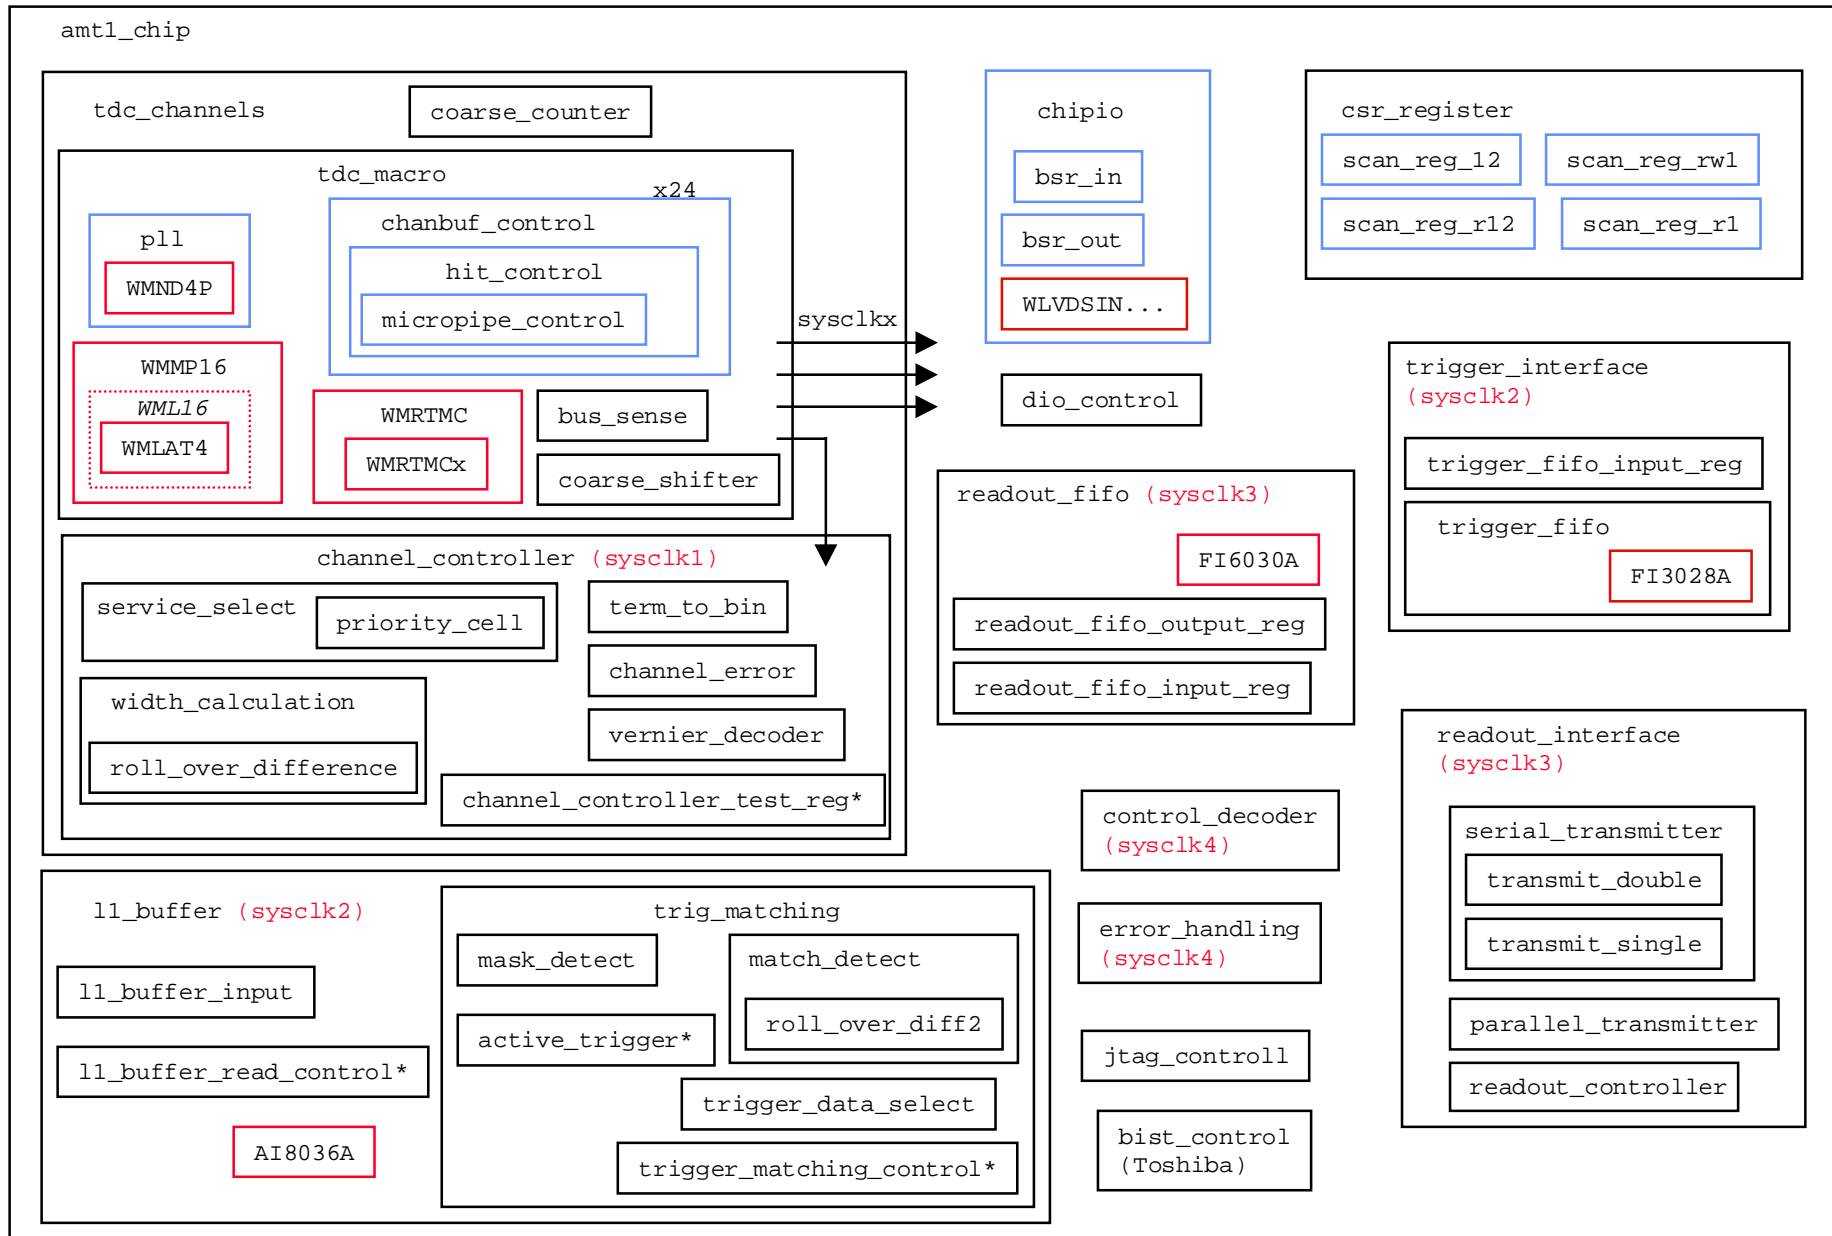 amt1_chip
tdc_channels
coarse_counter
tdc_macro
x24
pll
WMND4P
chanbuf_control
hit_control
micropipe_control
WMMP16
WML16
WMLAT4
WMRTMC
WMRTMCx
bus_sense
coarse_shifter
sysclkx
channel_controller (sysclk1)
service_select
priority_cell
term_to_bin
channel_error
width_calculation
roll_over_difference
vernier_decoder
channel_controller_test_reg*
chipio
bsr_in
bsr_out
WLVDSIN...
dio_control
csr_register
scan_reg_12
scan_reg_rw1
scan_reg_r12
scan_reg_r1
readout_fifo (sysclk3)
FI6030A
readout_fifo_output_reg
readout_fifo_input_reg
trigger_interface
(sysclk2)
trigger_fifo_input_reg
trigger_fifo
FI3028A
l1_buffer (sysclk2)
l1_buffer_input
l1_buffer_read_control*
AI8036A
trig_matching
mask_detect
match_detect
roll_over_diff2
active_trigger*
trigger_data_select
trigger_matching_control*
control_decoder
(sysclk4)
error_handling
(sysclk4)
jtag_controll
bist_control
(Toshiba)
readout_interface
(sysclk3)
serial_transmitter
transmit_double
transmit_single
parallel_transmitter
readout_controller